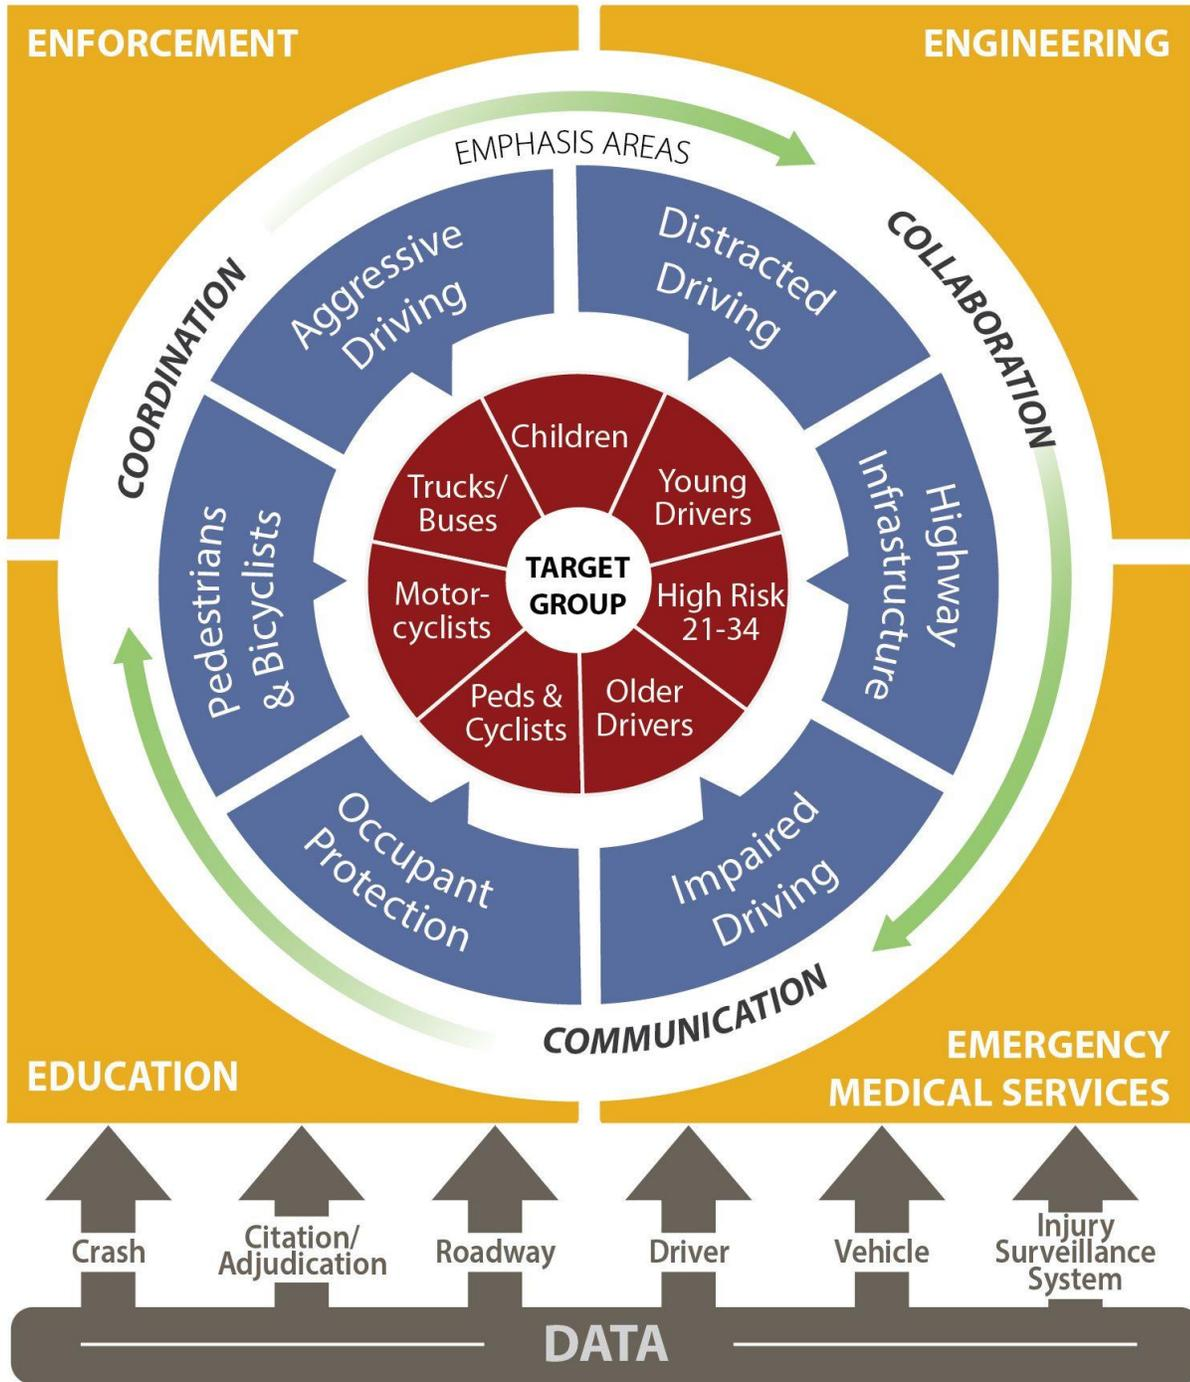 ENFORCEMENT
ENGINEERING
EMPHASIS AREAS
COORDINATION
COLLABORATION
COMMUNICATION
Aggressive
Driving
Distracted
Driving
Highway
Infrastructure
Impaired
Driving
Occupant
Protection
Pedestrians
& Bicyclists
Children
Young
Drivers
High Risk
21-34
Older
Drivers
Peds &
Cyclists
Motor-
cyclists
Trucks/
Buses
TARGET
GROUP
EDUCATION
EMERGENCY
MEDICAL SERVICES
Crash
Citation/
Adjudication
Roadway
Driver
Vehicle
Injury
Surveillance
System
DATA